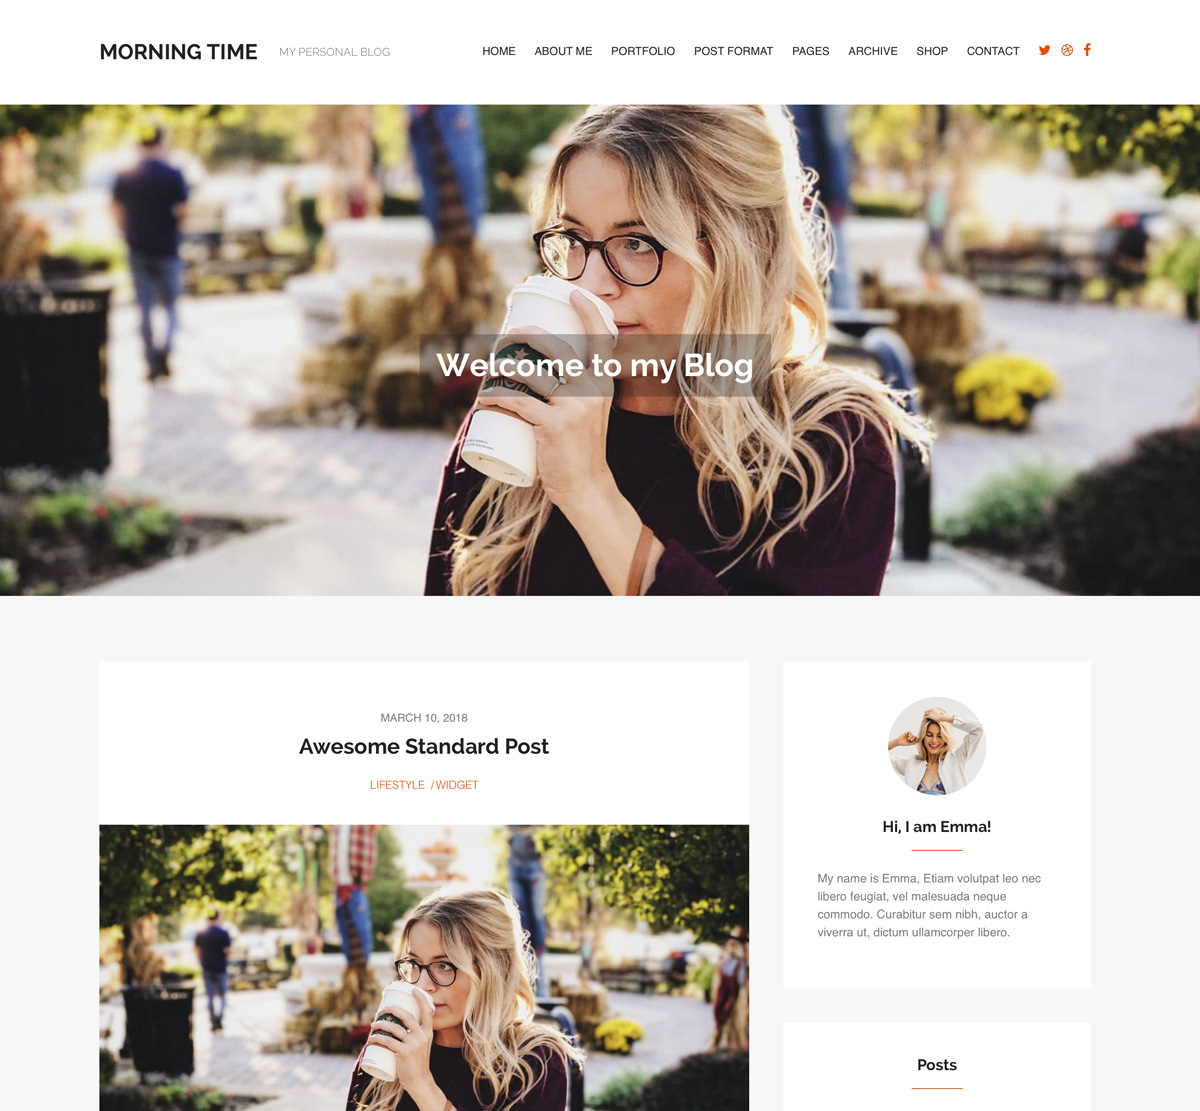 MORNING TIME
MY PERSONAL BLOG
HOME ABOUT ME PORTFOLIO POST FORMAT PAGES ARCHIVE SHOP CONTACT
Welcome to my Blog
MARCH 10, 2018
Awesome Standard Post
LIFESTYLE / WIDGET
Hi, I am Emma!
My name is Emma, Etiam volutpat leo nec
libero feugiat, vel malesuada neque
commodo. Curabitur sem nibh, auctor a
viverra ut, dictum ullamcorper libero.
Posts